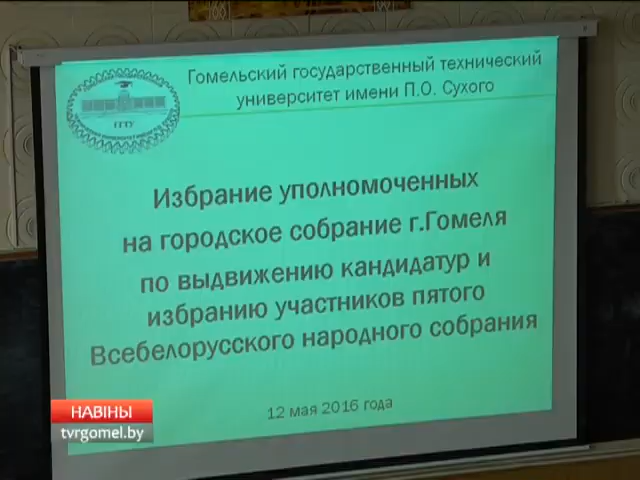 Гомельский государственный технический
университет имени П.О. Сухого
ГГТУ
Избрание уполномоченных
на городское собрание г.Гомеля
по выдвижению кандидатур и
избранию участников пятого
Всебелорусского народного собрания
12 мая 2016 года
НАВІНЫ
tvrgomel.by